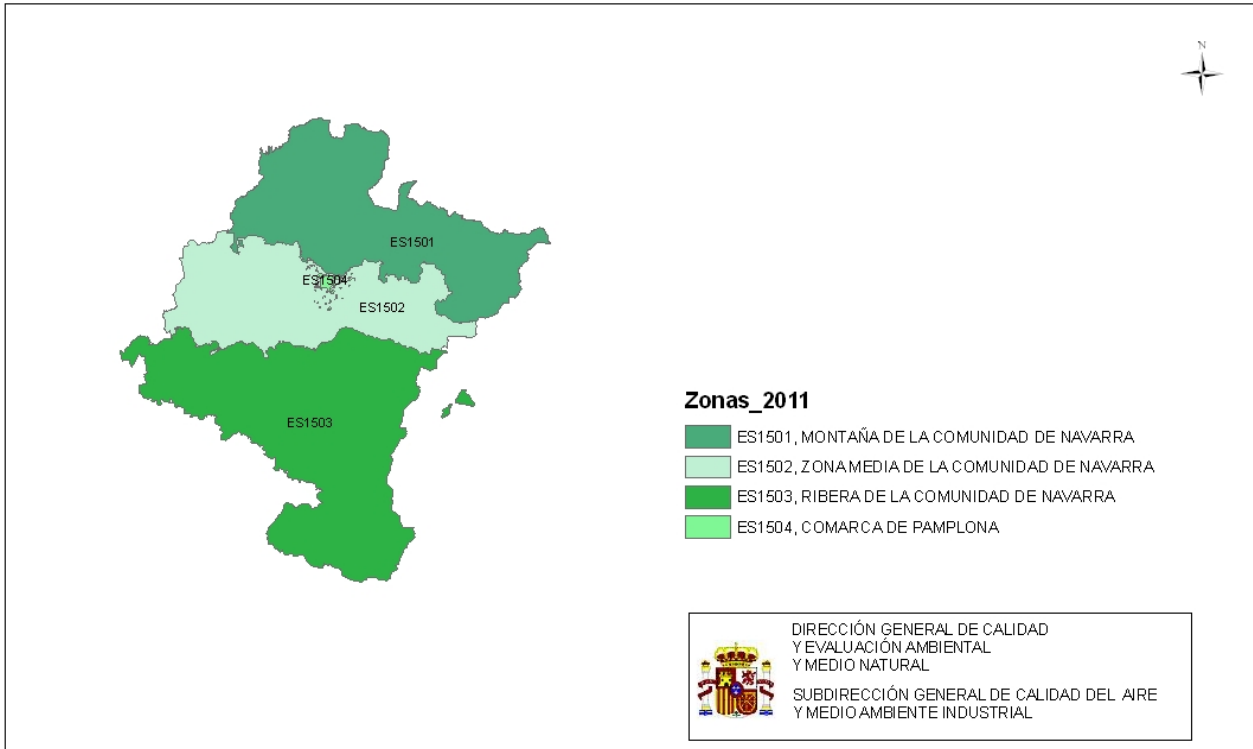 N
ES1501
ES1504
ES1502
ES1503
Zonas_2011
ES1501, MONTAÑA DE LA COMUNIDAD DE NAVARRA
ES1502, ZONA MEDIA DE LA COMUNIDAD DE NAVARRA
ES1503, RIBERA DE LA COMUNIDAD DE NAVARRA
ES1504, COMARCA DE PAMPLONA
DIRECCIÓN GENERAL DE CALIDAD
Y EVALUACIÓN AMBIENTAL
Y MEDIO NATURAL
SUBDIRECCIÓN GENERAL DE CALIDAD DEL AIRE
Y MEDIO AMBIENTE INDUSTRIAL